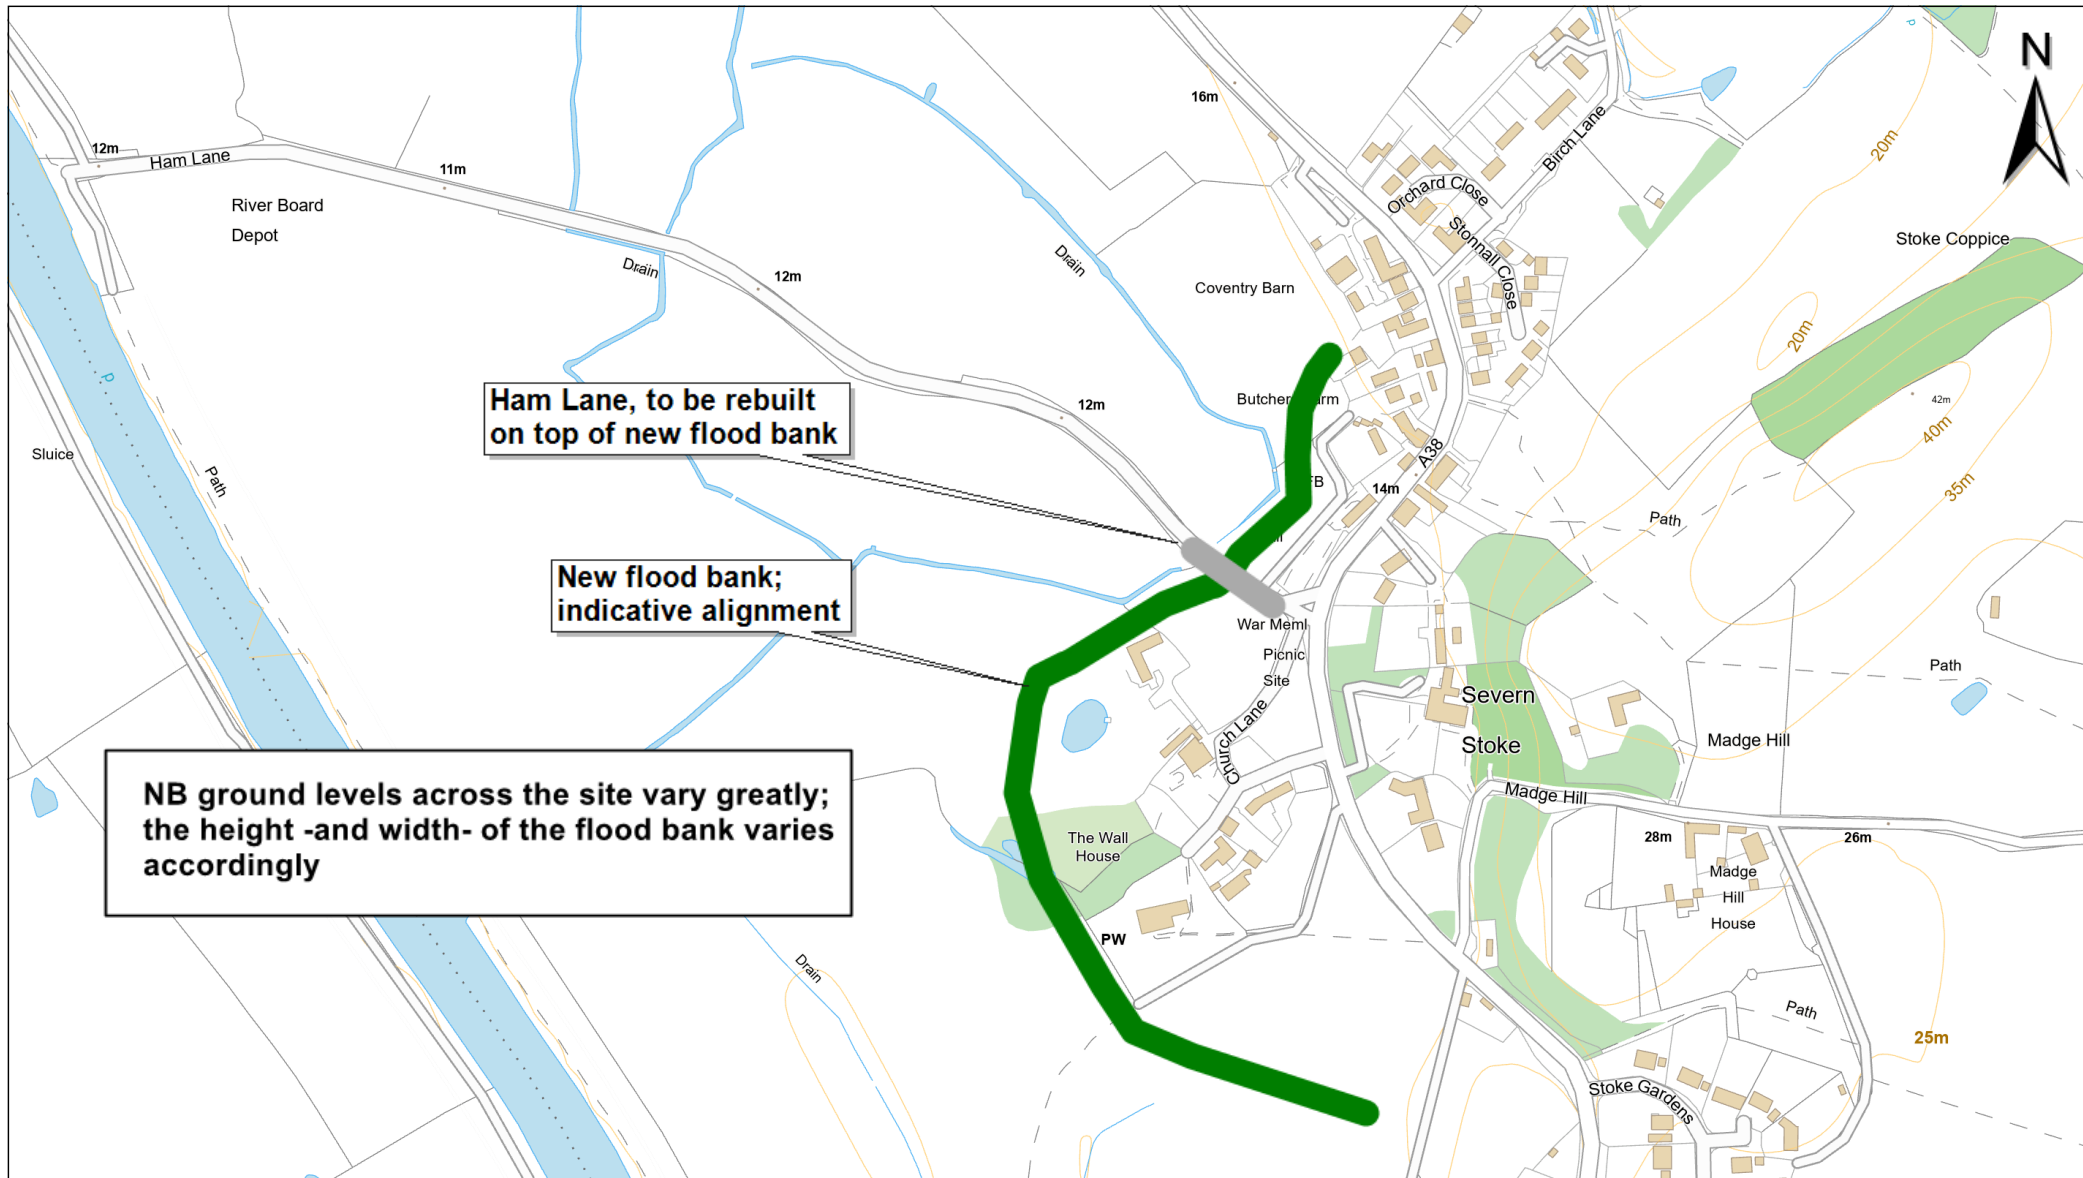 N
16m
Birch Lane
20m
12m
Ham Lane
11m
Orchard Close
River Board
Depot
Stonnall Close
Stoke Coppice
Drain
Drain
12m
Coventry Barn
20m
Ham Lane, to be rebuilt
on top of new flood bank
12m
42m
40m
A38
Sluice
Path
14m
35m
Path
New flood bank;
indicative alignment
War Meml
Picnic
Site
Path
Severn
Stoke
Church Lane
Madge Hill
NB ground levels across the site vary greatly;
the height -and width- of the flood bank varies
accordingly
Madge Hill
The Wall
House
28m
26m
Madge
Hill
House
PW
Drain
Path
25m
Stoke Gardens